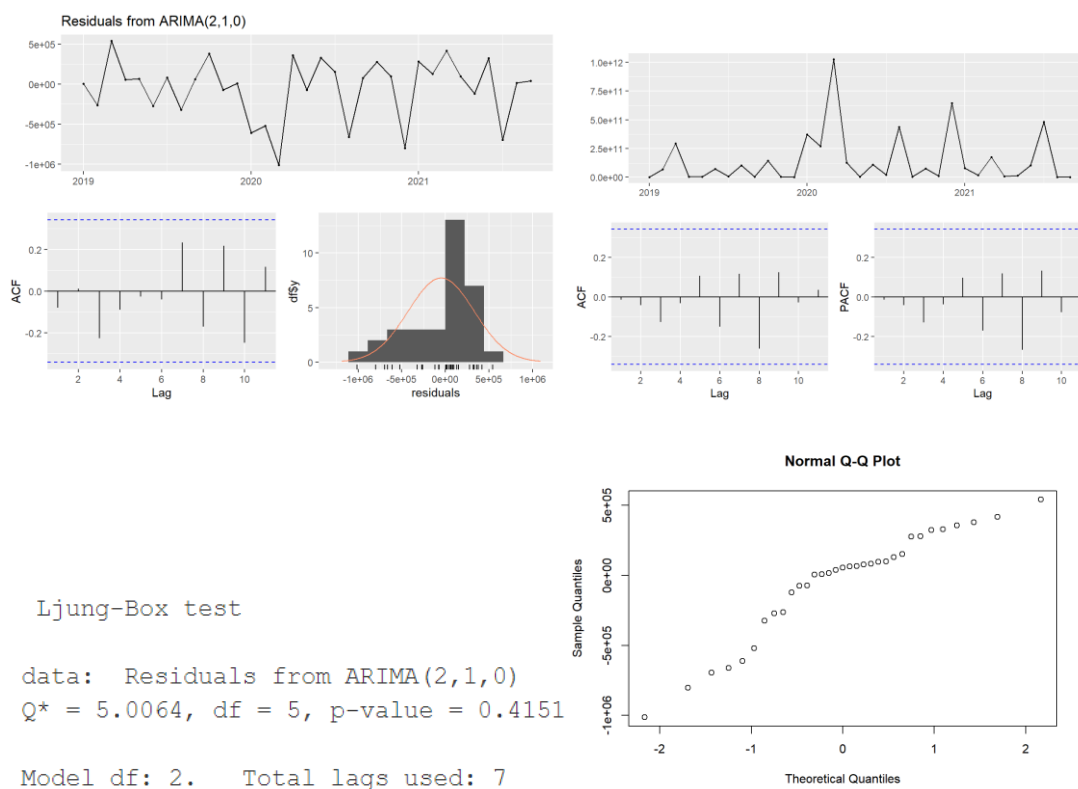 Residuals from ARIMA(2,1,0)
5e+05
0e+00
-5e+05
-1e+06
2019
2020
2021
1.0e+12
7.5e+11
5.0e+11
2.5e+11
0.0e+00
2019
2020
2021
ACF
0.2
0.0
-0.2
2
4
6
8
10
Lag
df$y
10
5
0
-1e+06
-5e+05
0e+00
5e+05
1e+06
residuals
ACF
0.2
0.0
-0.2
2
4
6
8
10
Lag
PACF
0.2
0.0
-0.2
2
4
6
8
10
Lag
Normal Q-Q Plot
Sample Quantiles
5e+05
0e+00
-5e+05
-1e+06
-2
-1
0
1
2
Theoretical Quantiles
Ljung-Box test
data:  Residuals from ARIMA(2,1,0)
Q* = 5.0064, df = 5, p-value = 0.4151
Model df: 2.   Total lags used: 7